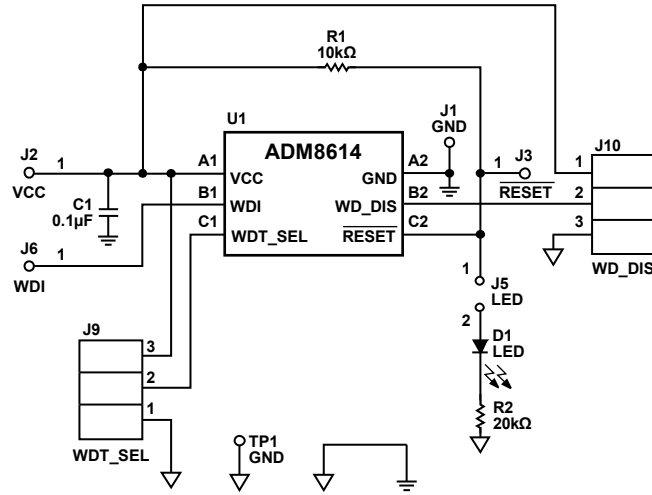 R1
10kΩ
U1
J1
GND
ADM8614
J2
1
VCC
A1
VCC
GND
A2
1
J3
RESET
J10
1
C1
0.1µF
B1
WDI
WD_DIS
B2
2
C1
WDT_SEL
RESET
C2
3
J6
1
WDI
WD_DIS
1
J5
LED
2
D1
LED
J9
3
2
1
WDT_SEL
R2
20kΩ
TP1
GND